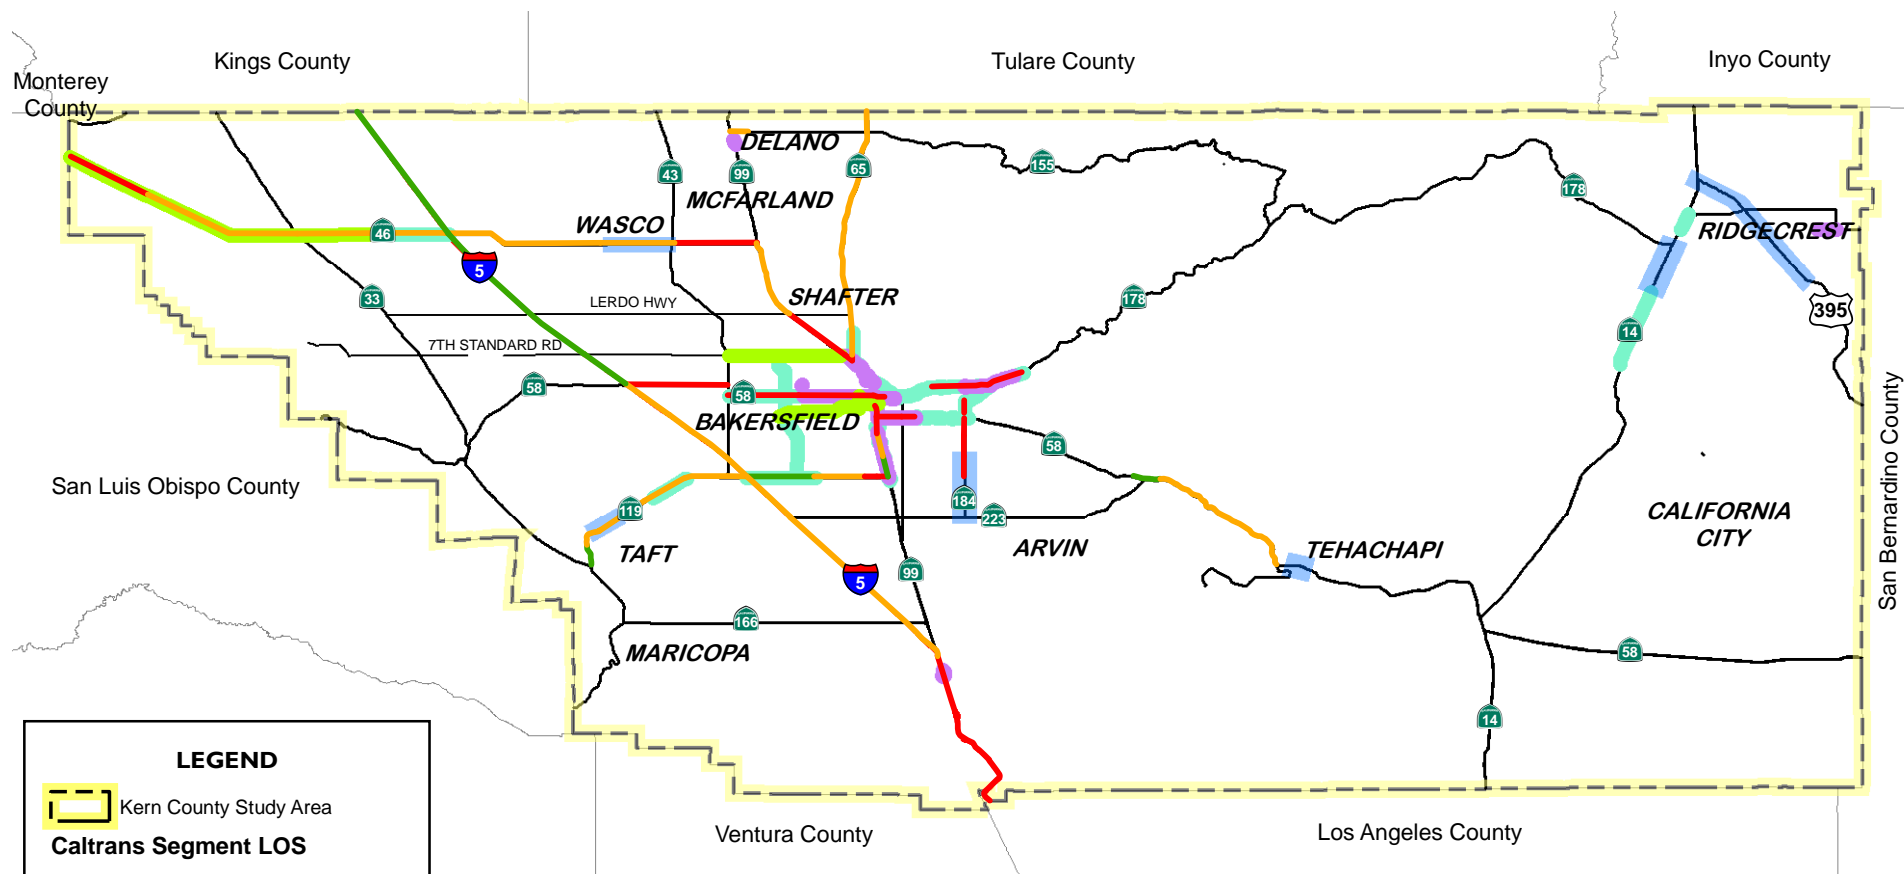 Kings County
Tulare County
Inyo County
Monterey
County
DELANO
155
65
43
99
178
MCFARLAND
WASCO
46
RIDGECREST
5
33
LERDO HWY
SHAFTER
178
395
14
7TH STANDARD RD
58
58
BAKERSFIELD
58
San Luis Obispo County
119
184
223
CALIFORNIA
CITY
TAFT
ARVIN
TEHACHAPI
5
99
San Bernardino County
166
MARICOPA
58
14
LEGEND
Kern County Study Area
Caltrans Segment LOS
Ventura County
Los Angeles County